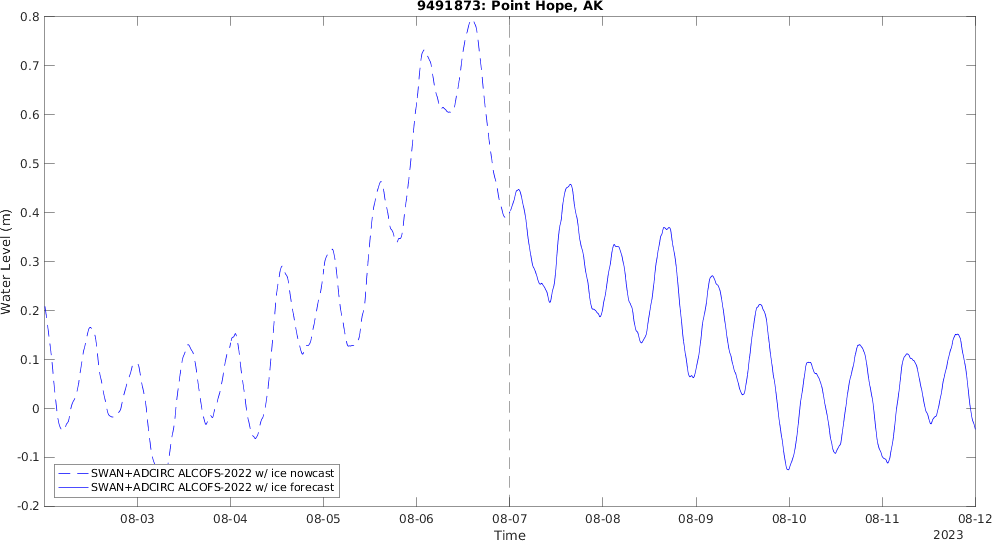 9491873: Point Hope, AK
0.8
0.7
0.6
0.5
0.4
0.3
0.2
0.1
0
-0.1
-0.2
Water Level (m)
SWAN+ADCIRC ALCOFS-2022 w/ ice nowcast
SWAN+ADCIRC ALCOFS-2022 w/ ice forecast
08-03 08-04 08-05 08-06 08-07 08-08 08-09 08-10 08-11 08-12
Time
2023